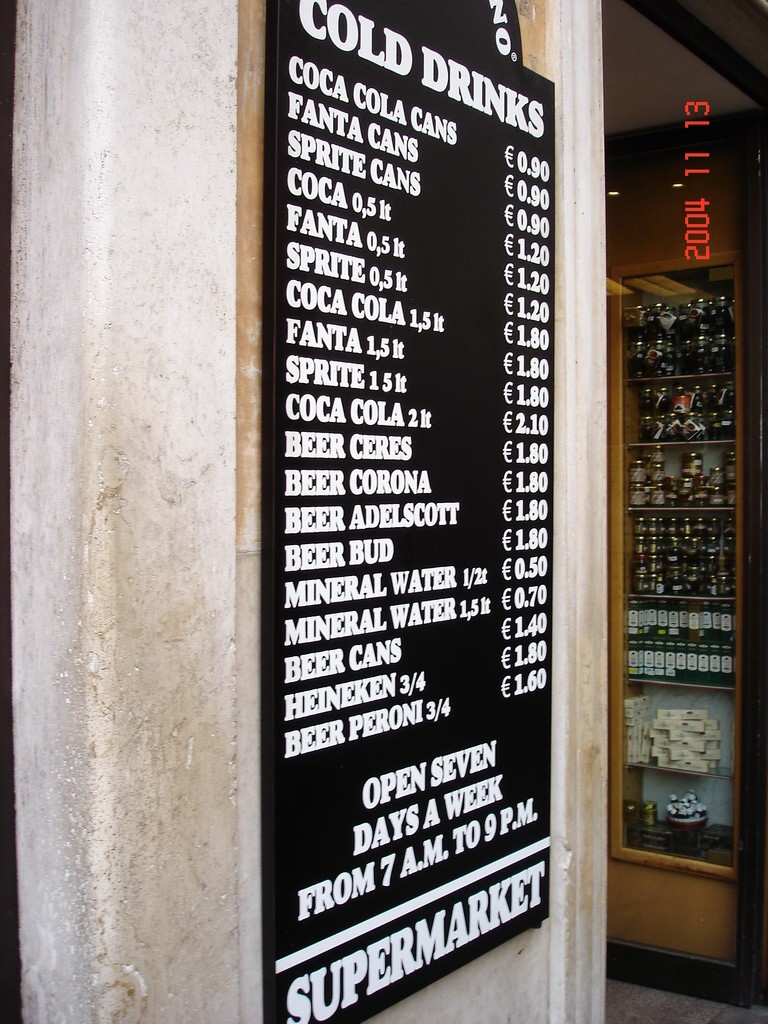 NO®
COLD DRINKS
COCA COLA CANS € 0.90
FANTA CANS € 0.90
SPRITE CANS € 0.90
COCA 0,5 lt € 1.20
FANTA 0,5 lt € 1.20
SPRITE 0,5 lt € 1.20
COCA COLA 1,5 lt € 1.80
FANTA 1,5 lt € 1.80
SPRITE 1 5 lt € 1.80
COCA COLA 2 lt € 2.10
BEER CERES € 1.80
BEER CORONA € 1.80
BEER ADELSCOTT € 1.80
BEER BUD € 1.80
MINERAL WATER 1/2t € 0.50
MINERAL WATER 1,5 lt € 0.70
BEER CANS € 1.40
HEINEKEN 3/4 € 1.80
BEER PERONI 3/4 € 1.60
OPEN SEVEN
DAYS A WEEK
FROM 7 A.M. TO 9 P.M.
SUPERMARKET
2004 11 13